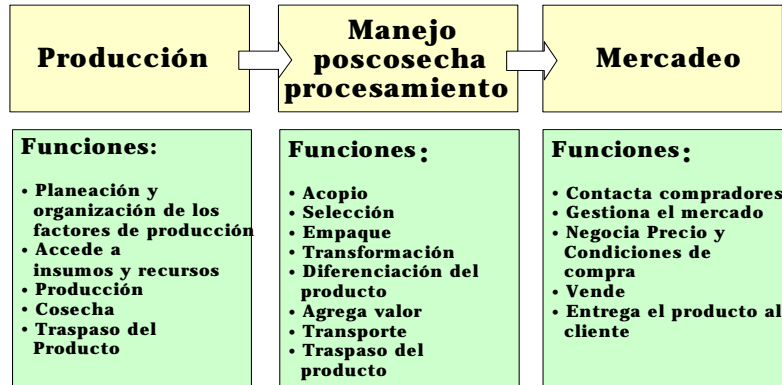 Producción
Manejo
poscosecha
procesamiento
Mercadeo
Funciones:
• Planeación y
organización de los
factores de producción
• Accede a
insumos y recursos
• Producción
• Cosecha
• Traspaso del
Producto
Funciones:
• Acopio
• Selección
• Empaque
• Transformación
• Diferenciación del
producto
• Agrega valor
• Transporte
• Traspaso del
producto
Funciones:
• Contacta compradores
• Gestiona el mercado
• Negocia Precio y
Condiciones de
compra
• Vende
• Entrega el producto al
cliente